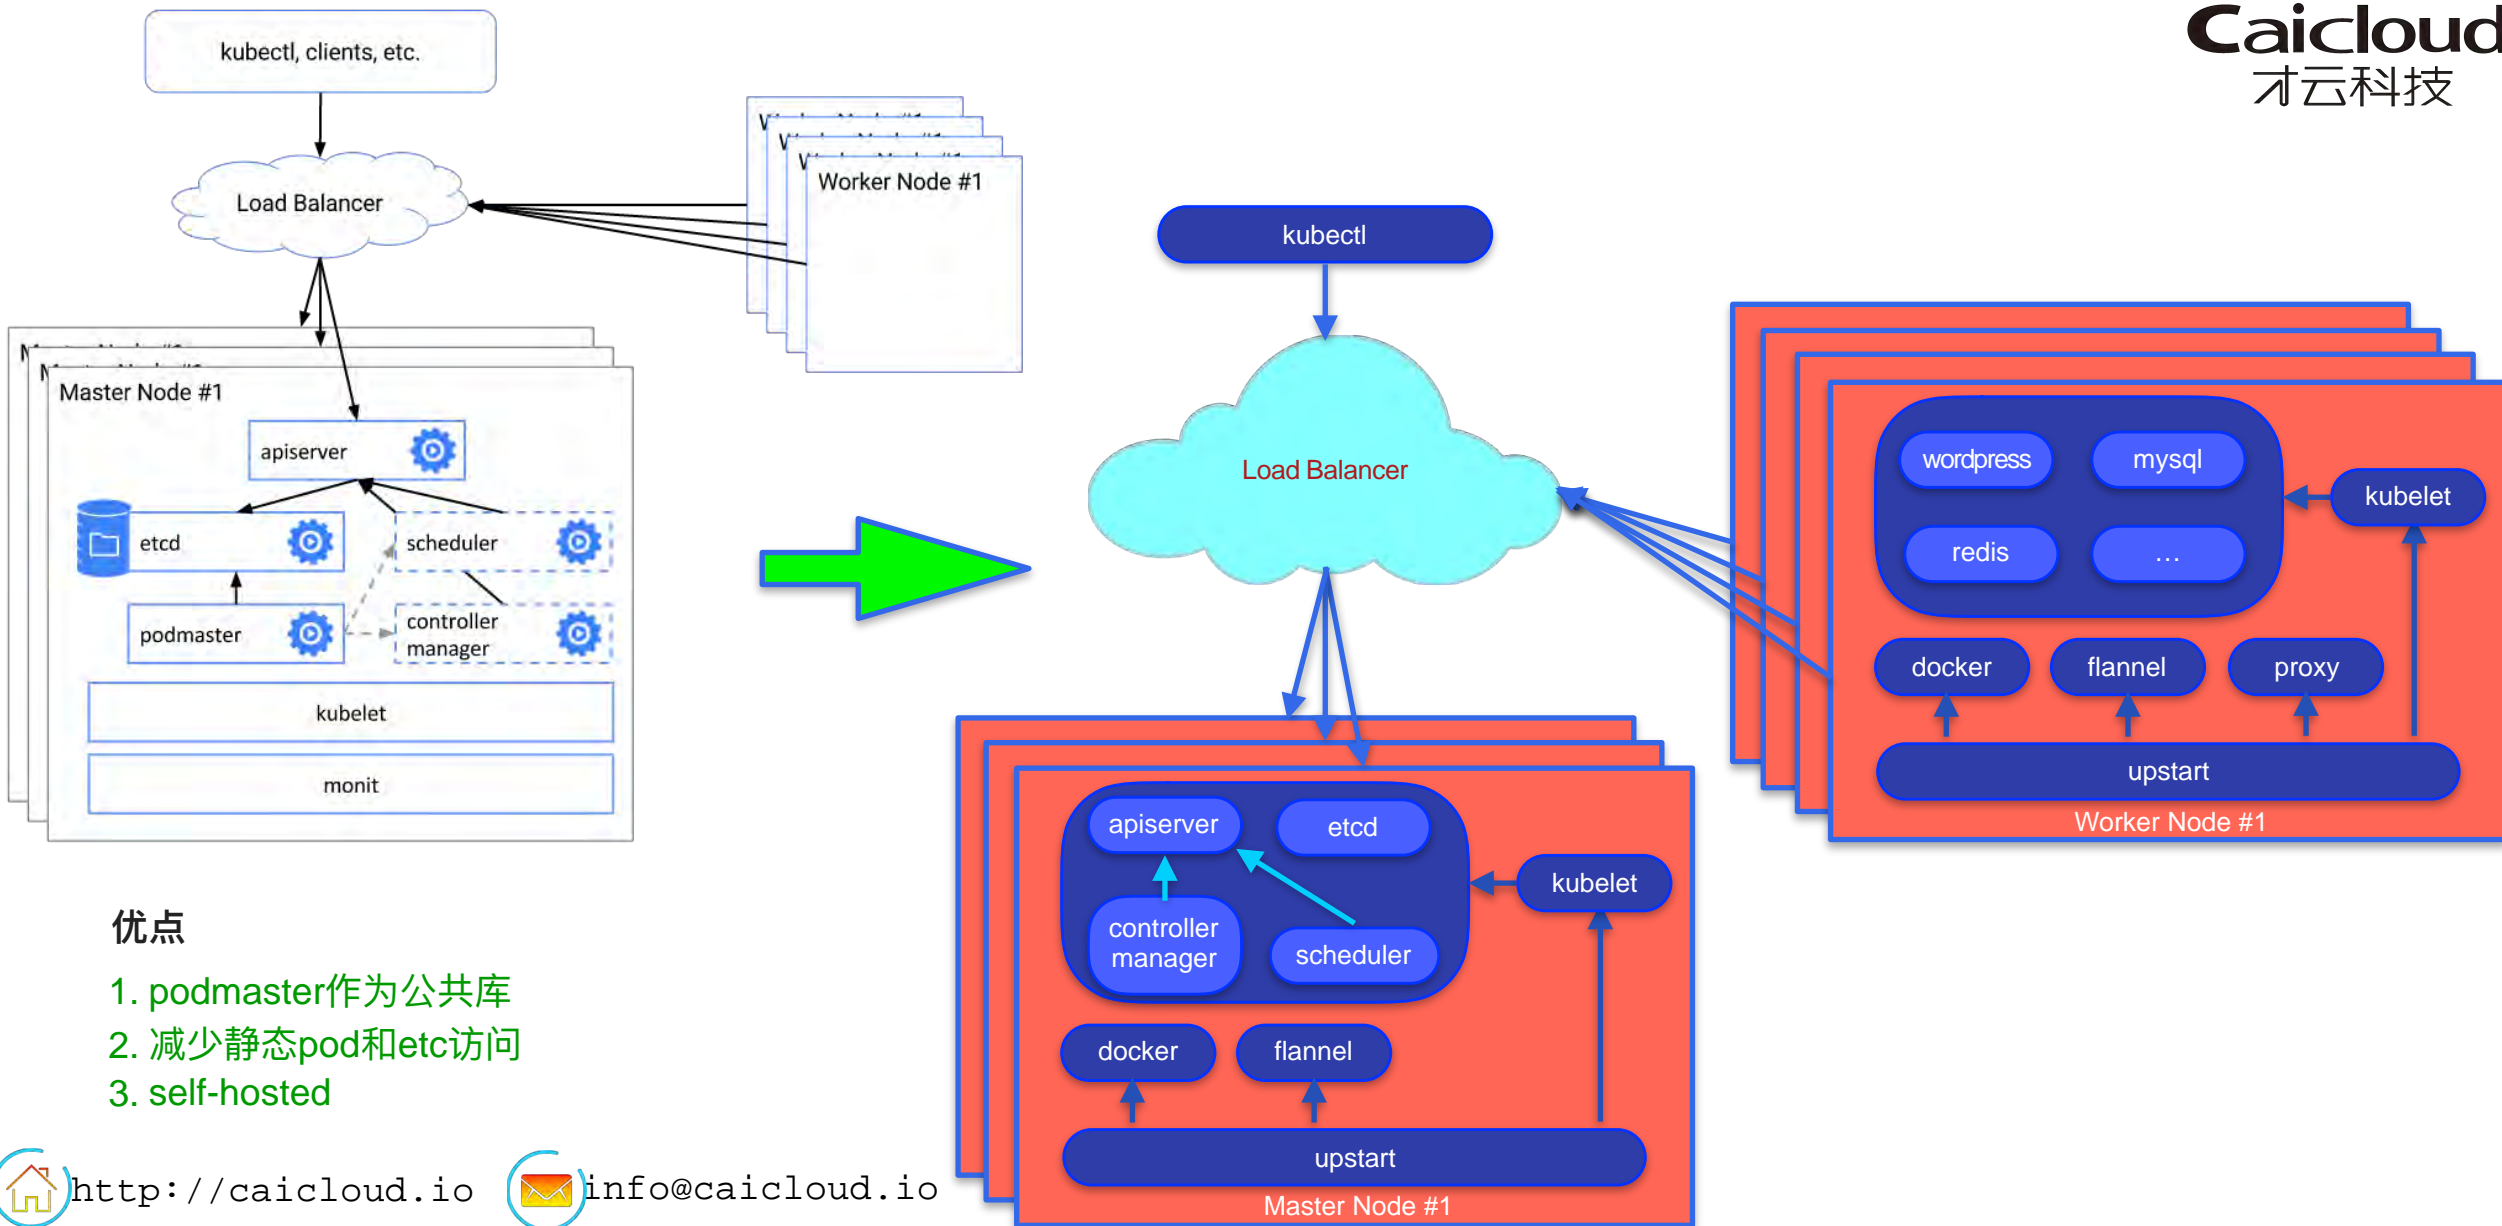 Caicloud
才云科技
kubectl, clients, etc.
Load Balancer
Worker Node #1
Master Node #1
apiserver
etcd
scheduler
podmaster
controller
manager
kubelet
monit
优点
1. podmaster作为公共库
2. 减少静态pod和etc访问
3. self-hosted
http://caicloud.io
info@caicloud.io
kubectl
Load Balancer
wordpress
mysql
kubelet
redis
…
docker
flannel
proxy
upstart
Worker Node #1
apiserver
etcd
kubelet
controller
manager
scheduler
docker
flannel
upstart
Master Node #1